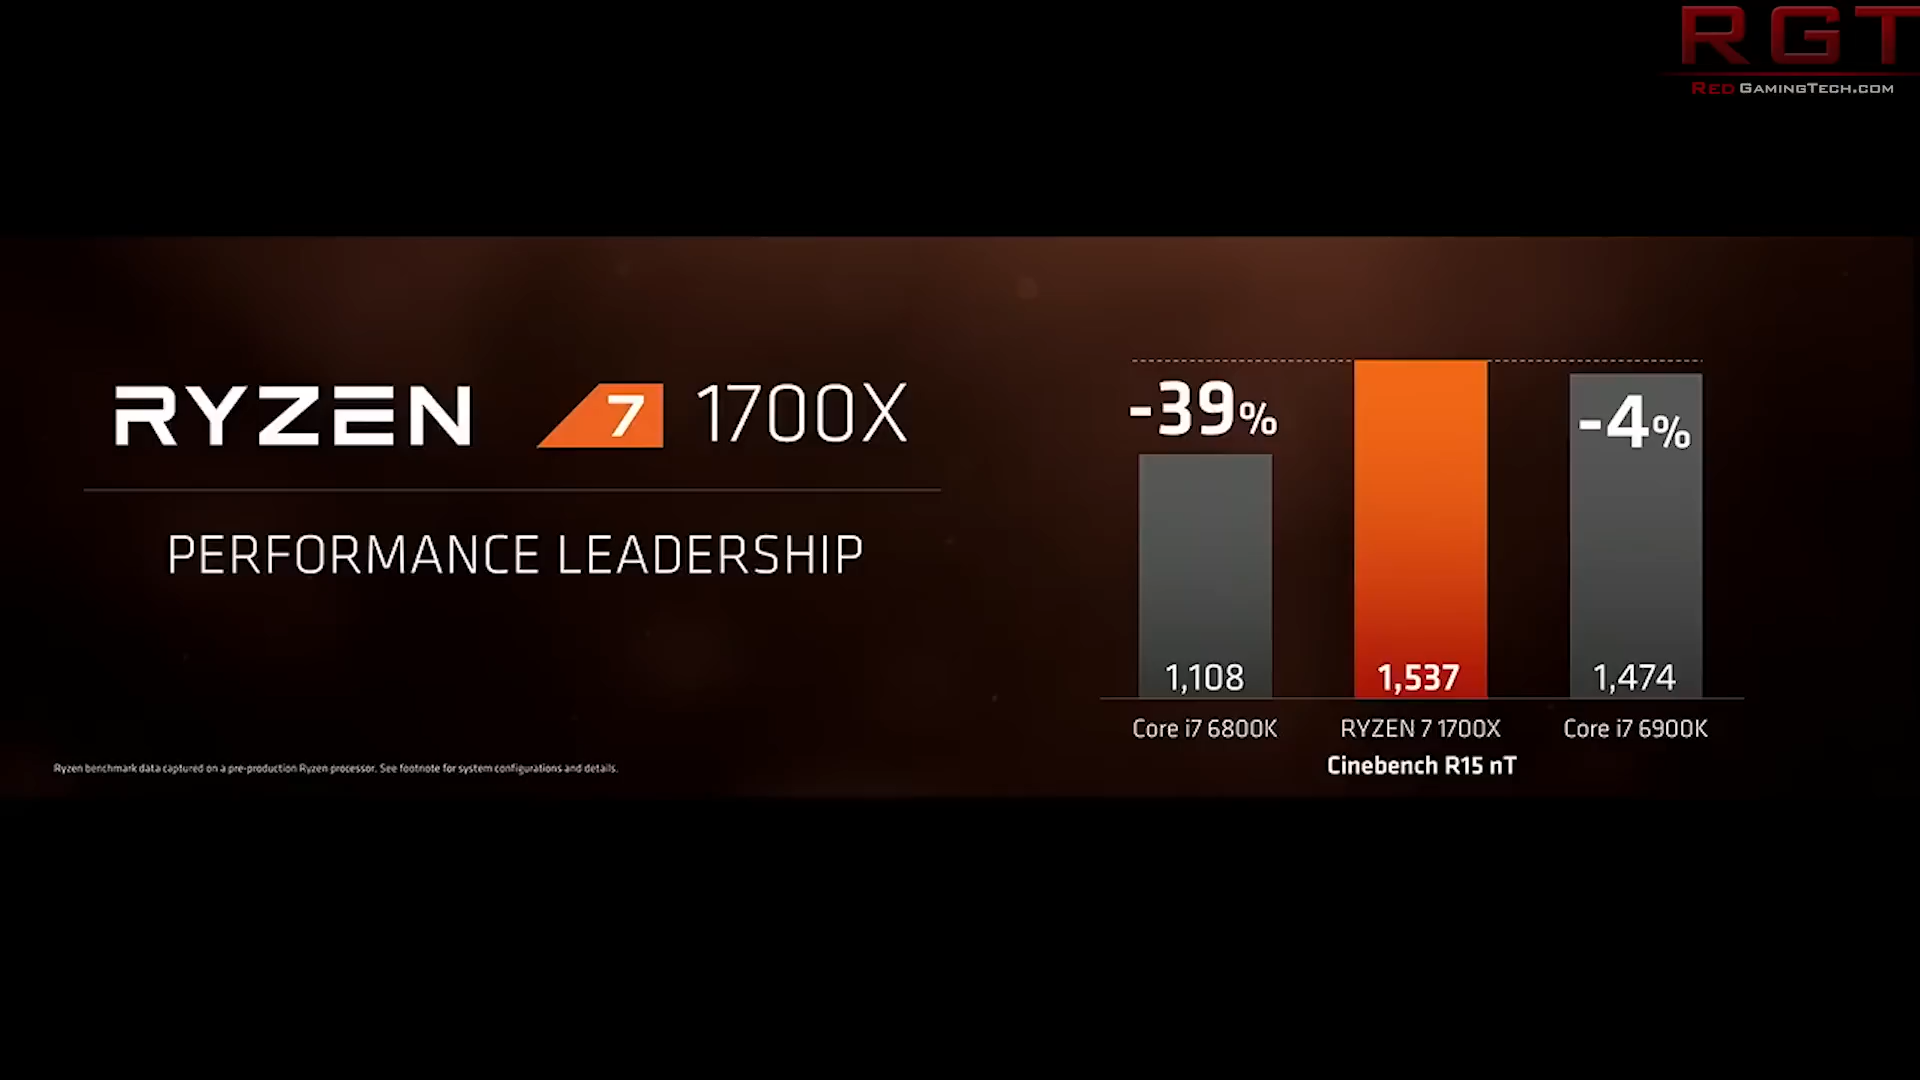 RGT
RED GAMINGTECH.COM
RYZEN 7 1700X
PERFORMANCE LEADERSHIP
-39%
-4%
1,108
1,537
1,474
Core i7 6800K
RYZEN 7 1700X
Core i7 6900K
Cinebench R15 nT
Ryzen benchmark data captured on a pre-production Ryzen processor. See footnote for system configurations and details.